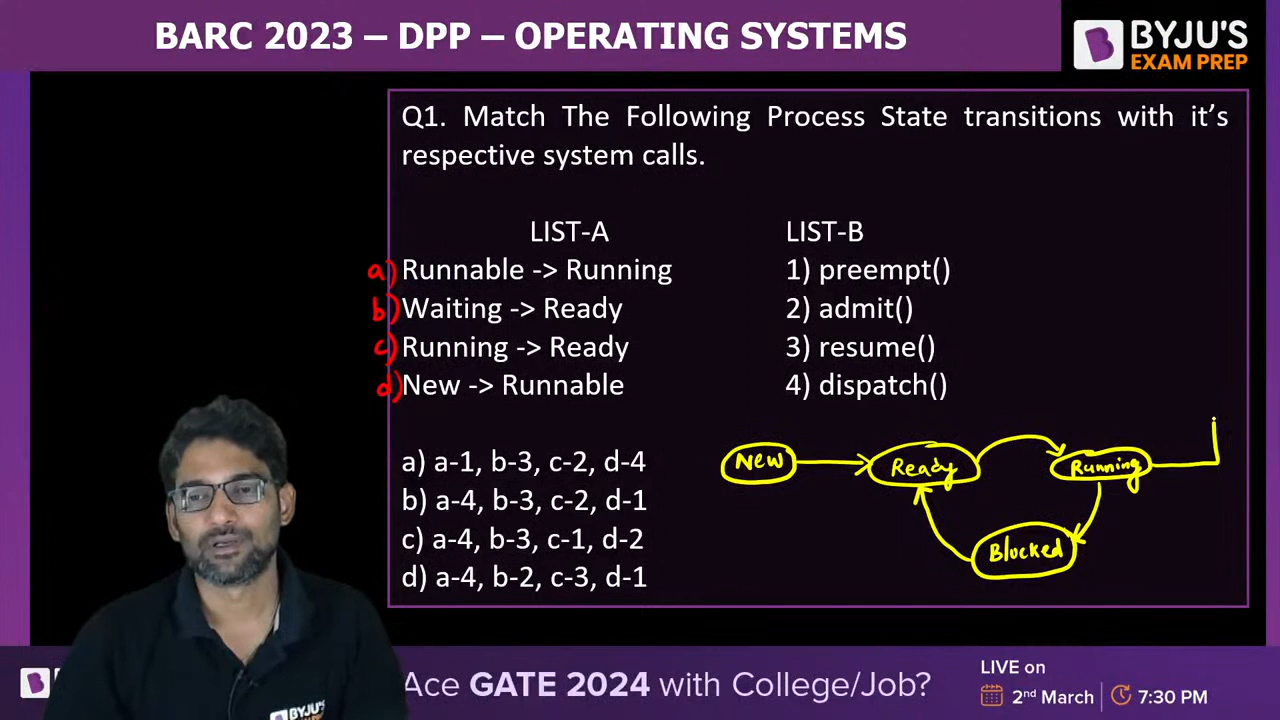 BARC 2023 – DPP – OPERATING SYSTEMS
BYJU'S
EXAM PREP
Q1. Match The Following Process State transitions with it’s
respective system calls.
LIST-A LIST-B
a) Runnable -> Running 1) preempt()
b) Waiting -> Ready 2) admit()
c) Running -> Ready 3) resume()
d) New -> Runnable 4) dispatch()
a) a-1, b-3, c-2, d-4
b) a-4, b-3, c-2, d-1
c) a-4, b-3, c-1, d-2
d) a-4, b-2, c-3, d-1
New Ready Running
Blocked
Ace GATE 2024 with College/Job?
LIVE on
2nd March 7:30 PM
BYJU'S